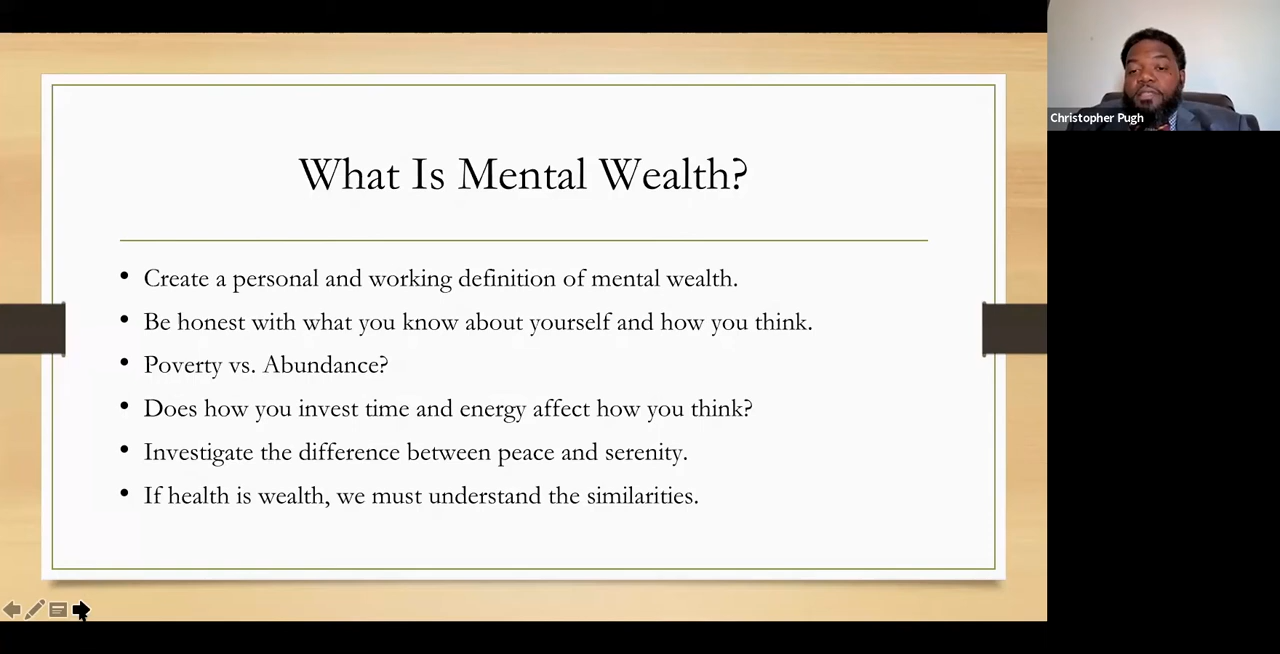 What Is Mental Wealth?
• Create a personal and working definition of mental wealth.
• Be honest with what you know about yourself and how you think.
• Poverty vs. Abundance?
• Does how you invest time and energy affect how you think?
• Investigate the difference between peace and serenity.
• If health is wealth, we must understand the similarities.
Christopher Pugh